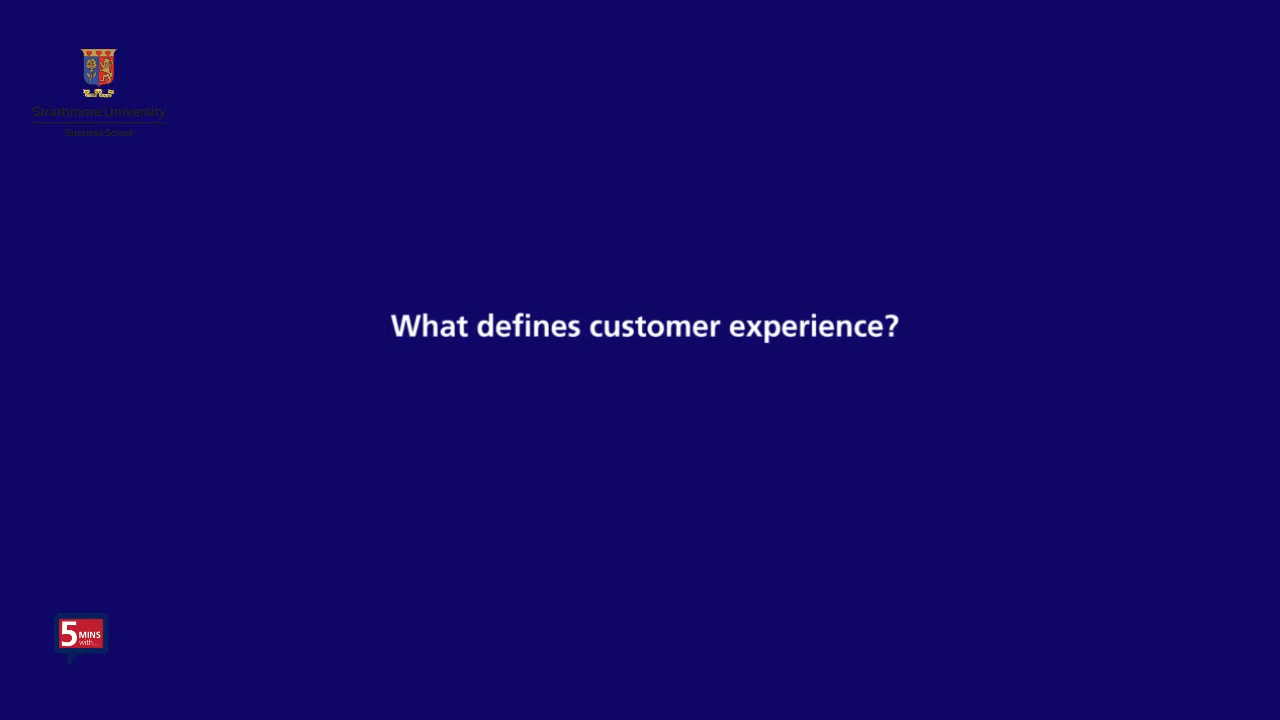 Strathmore University
Business School
What defines customer experience?
5 MINS
with...